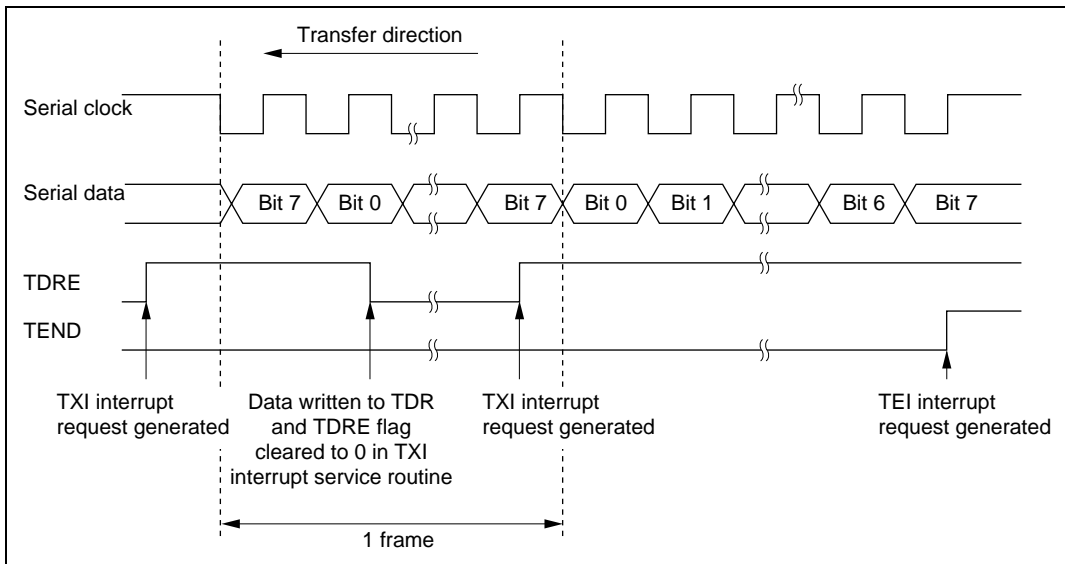 Transfer direction
Serial clock
Serial data
Bit 7 Bit 0 Bit 7 Bit 0 Bit 1 Bit 6 Bit 7
TDRE
TEND
TXI interrupt
request generated
Data written to TDR
and TDRE flag
cleared to 0 in TXI
interrupt service routine
TXI interrupt
request generated
TEI interrupt
request generated
1 frame